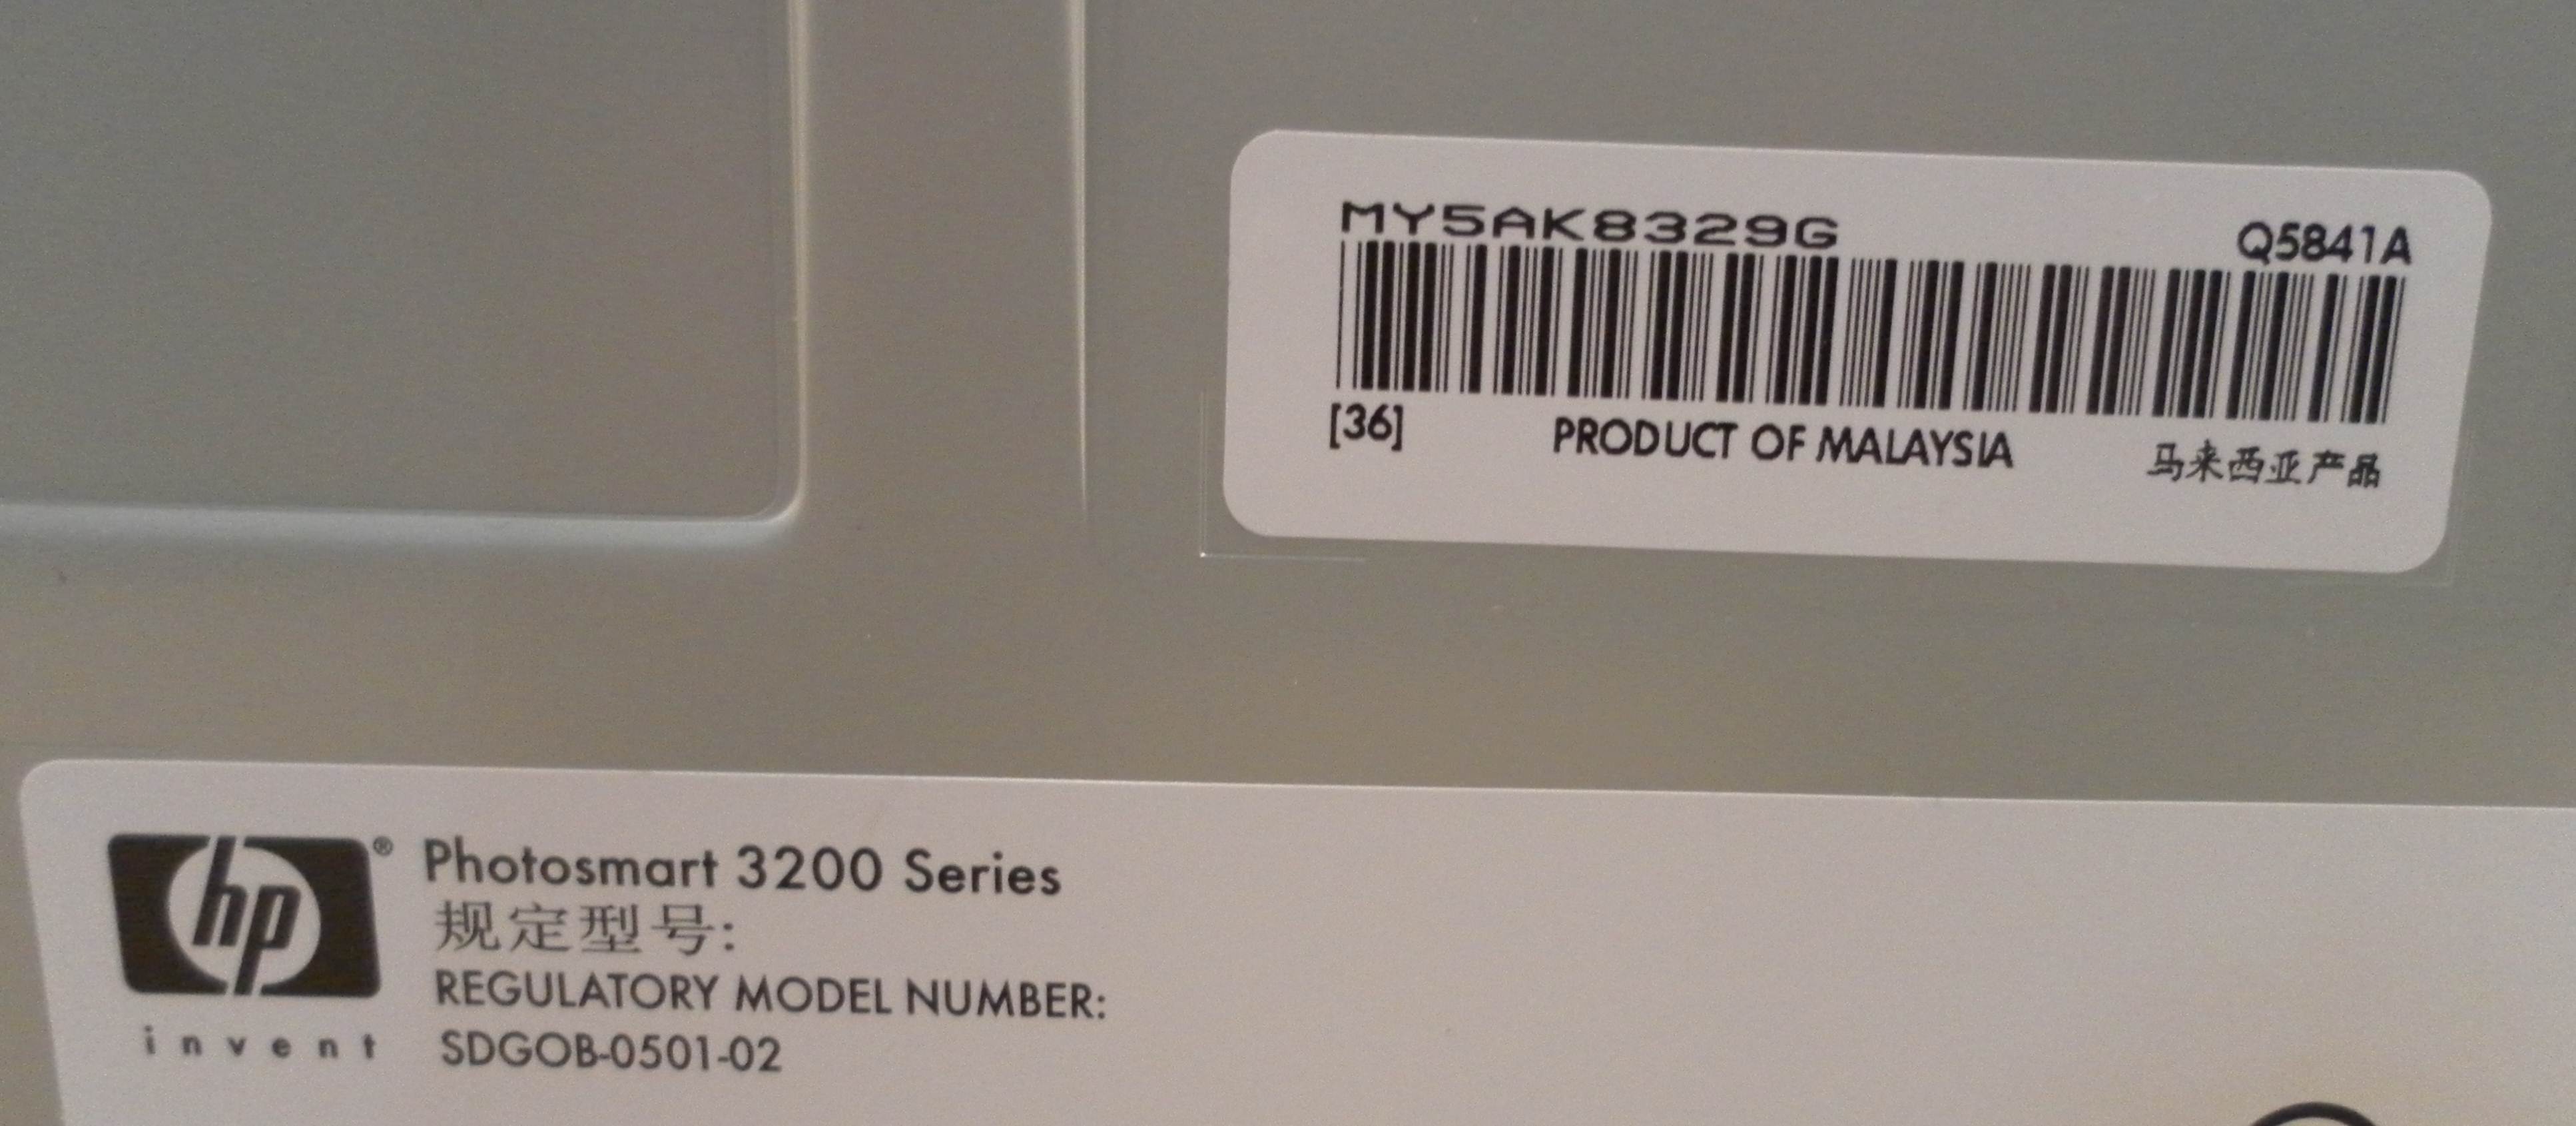 MY5AK8329G
Q5841A
[36] PRODUCT OF MALAYSIA 马来西亚产品
hp® Photosmart 3200 Series
规定型号:
REGULATORY MODEL NUMBER:
invent SDGOB-0501-02